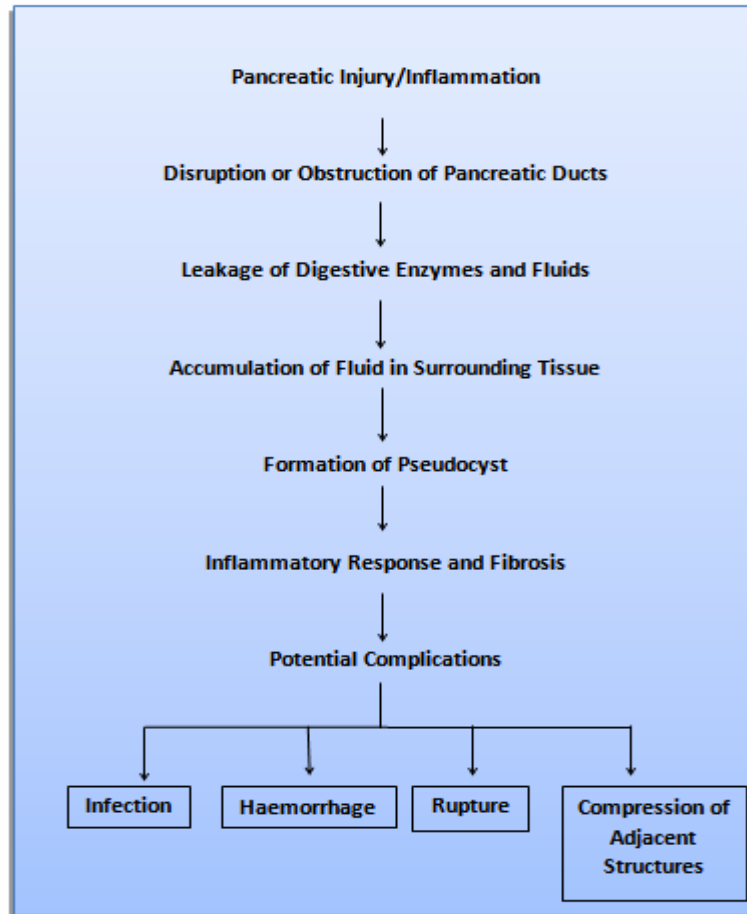 Pancreatic Injury/Inflammation
Disruption or Obstruction of Pancreatic Ducts
Leakage of Digestive Enzymes and Fluids
Accumulation of Fluid in Surrounding Tissue
Formation of Pseudocyst
Inflammatory Response and Fibrosis
Potential Complications
Infection
Haemorrhage
Rupture
Compression of
Adjacent
Structures